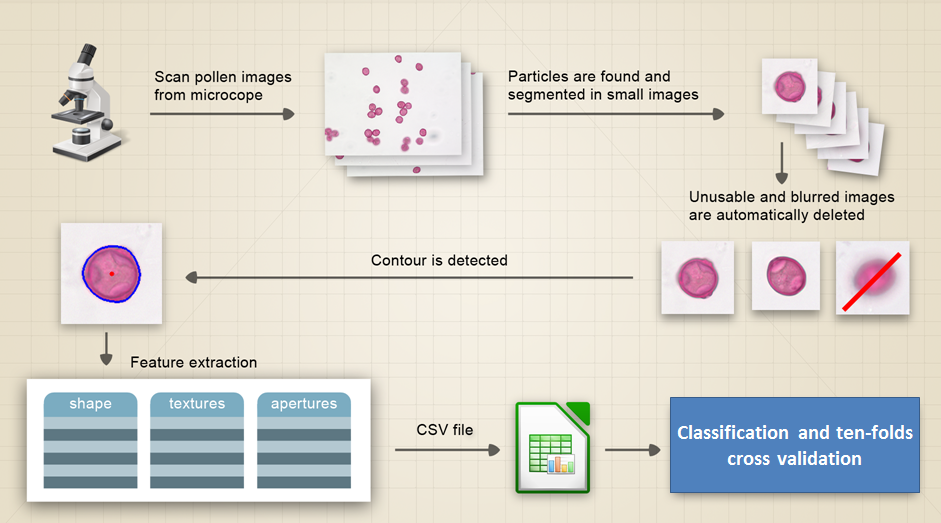 Scan pollen images
from microcope
Particles are found and
segmented in small images
Unusable and blurred images
are automatically deleted
Contour is detected
Feature extraction
shape
textures
apertures
CSV file
Classification and ten-folds
cross validation